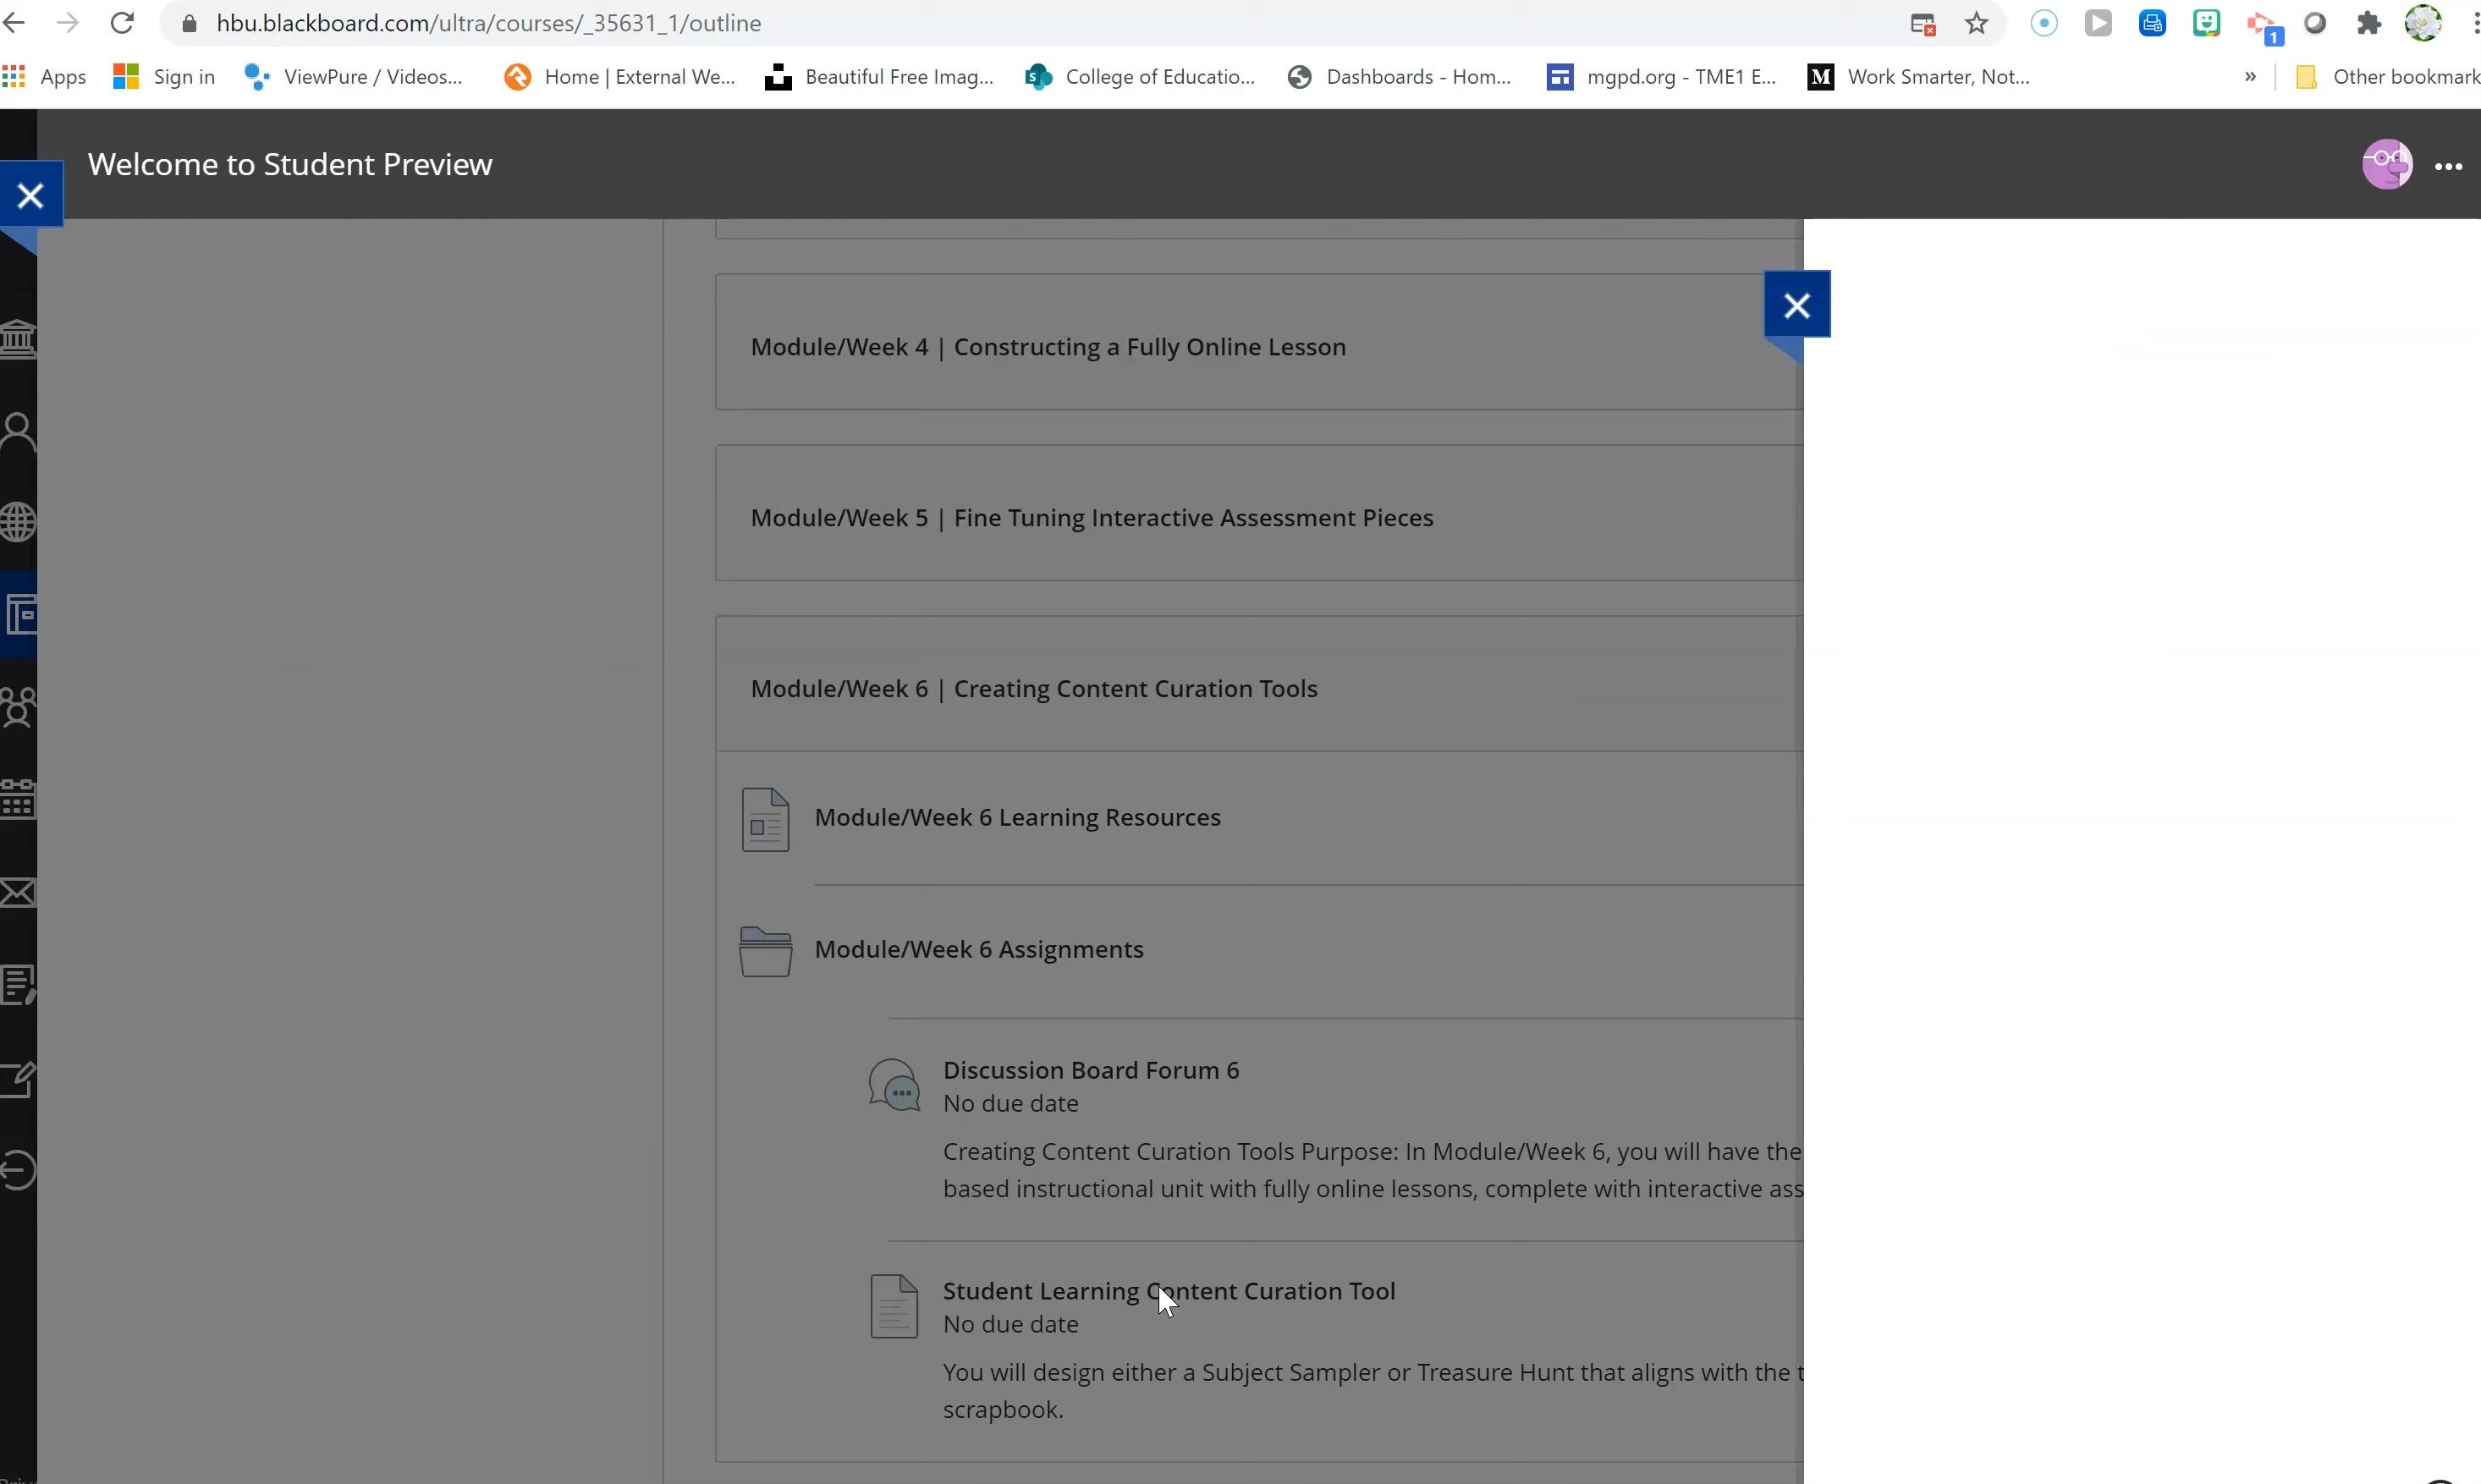 hbu.blackboard.com/ultra/courses/_35631_1/outline
1
Apps
Sign in
ViewPure / Videos...
Home | External We...
Beautiful Free Imag...
College of Educatio...
Dashboards - Hom...
mgpd.org - TME1 E...
M
Work Smarter, Not...
»
Other bookmark
Welcome to Student Preview
Module/Week 4 | Constructing a Fully Online Lesson
Module/Week 5 | Fine Tuning Interactive Assessment Pieces
Module/Week 6 | Creating Content Curation Tools
Module/Week 6 Learning Resources
Module/Week 6 Assignments
Discussion Board Forum 6
No due date
Creating Content Curation Tools Purpose: In Module/Week 6, you will have the
based instructional unit with fully online lessons, complete with interactive ass
Student Learning Content Curation Tool
No due date
You will design either a Subject Sampler or Treasure Hunt that aligns with the t
scrapbook.